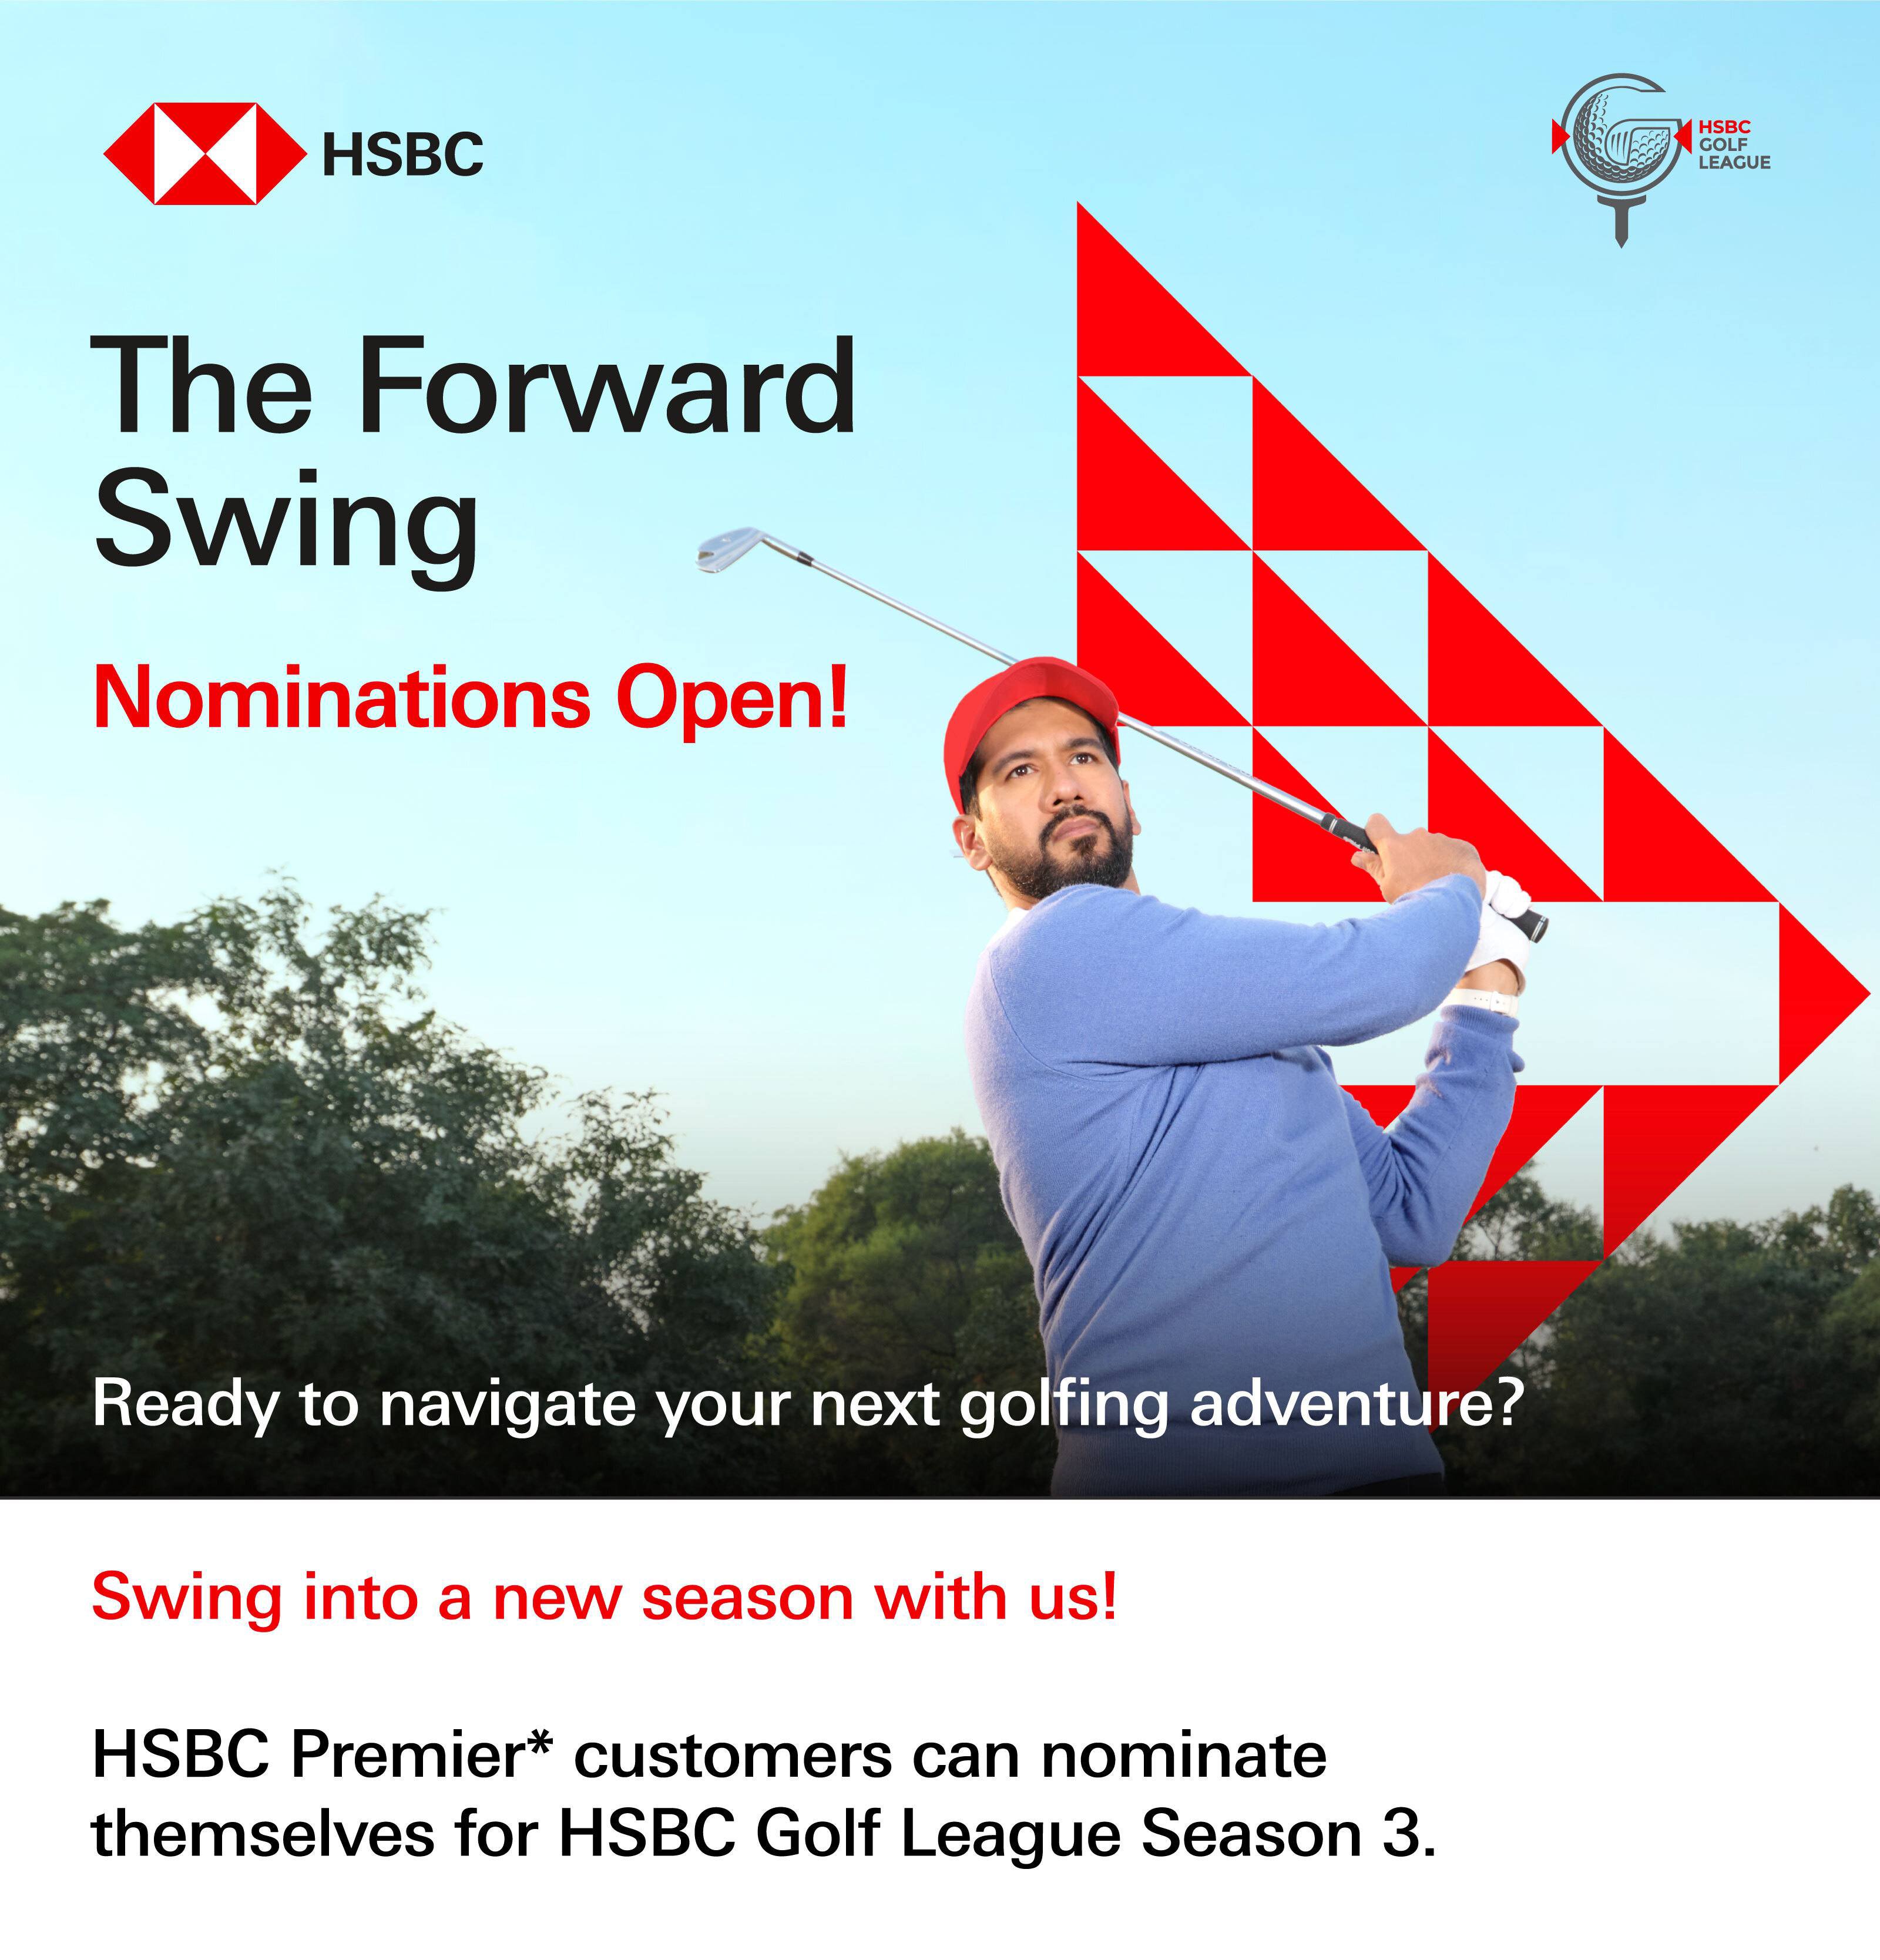 HSBC
HSBC
GOLF
LEAGUE
The Forward
Swing
Nominations Open!
Ready to navigate your next golfing adventure?
Swing into a new season with us!
HSBC Premier* customers can nominate
themselves for HSBC Golf League Season 3.